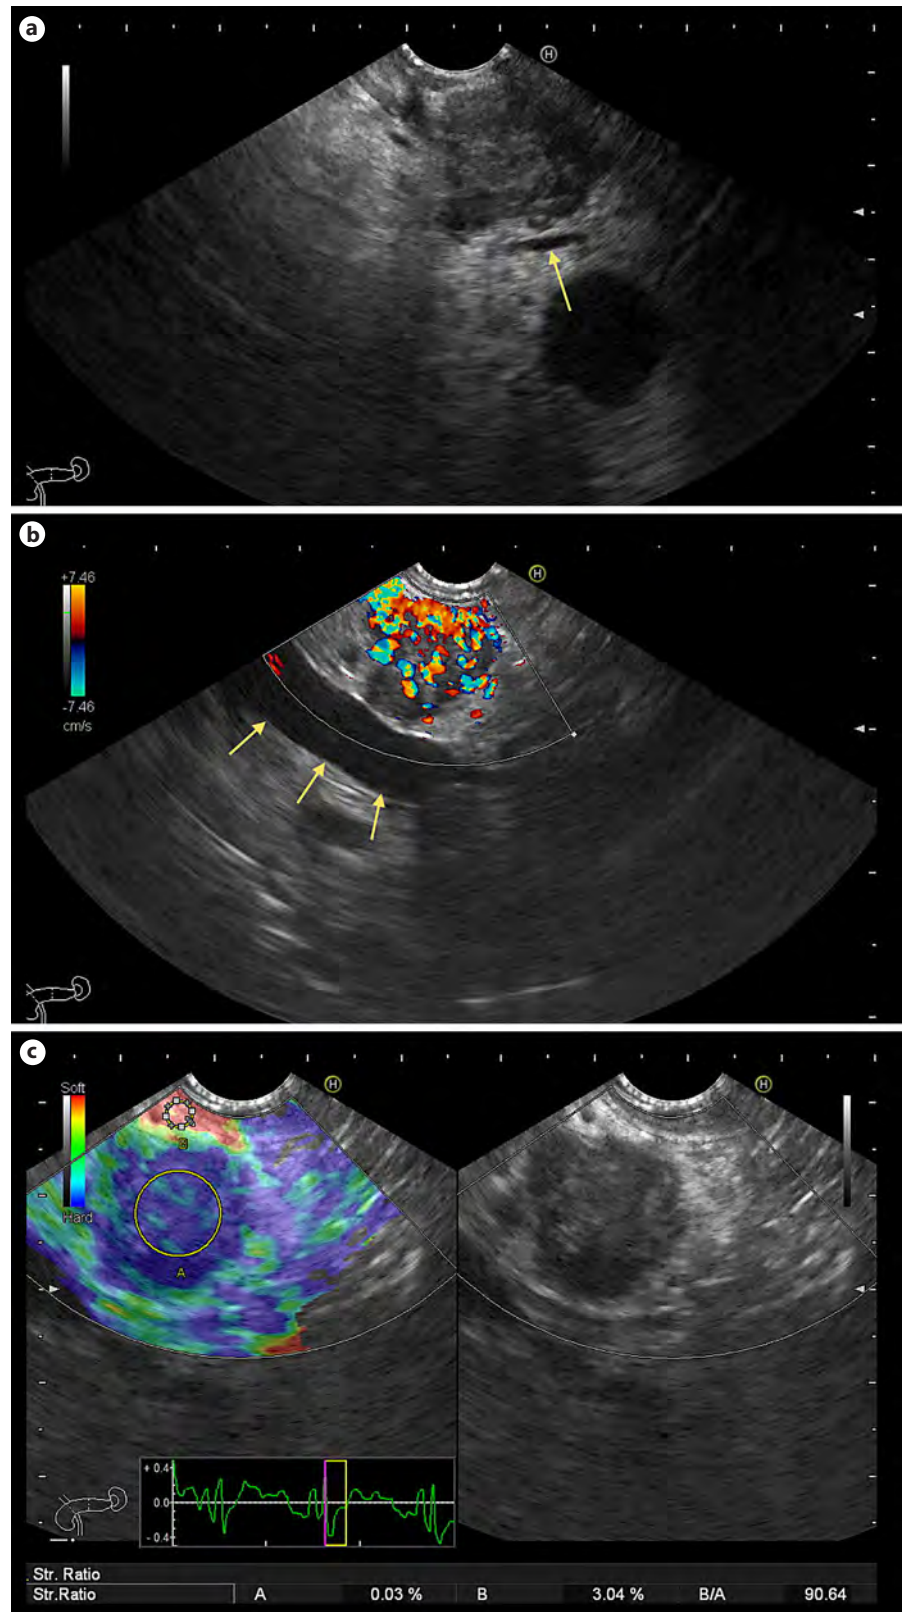 a
H
b
H
+7.46
-7.46
cm/s
c
H
H
Soft
Hard
B
A
+ 0.4
0.0
- 0.4
. Str. Ratio
Str.Ratio A 0.03 % B 3.04 % B/A 90.64